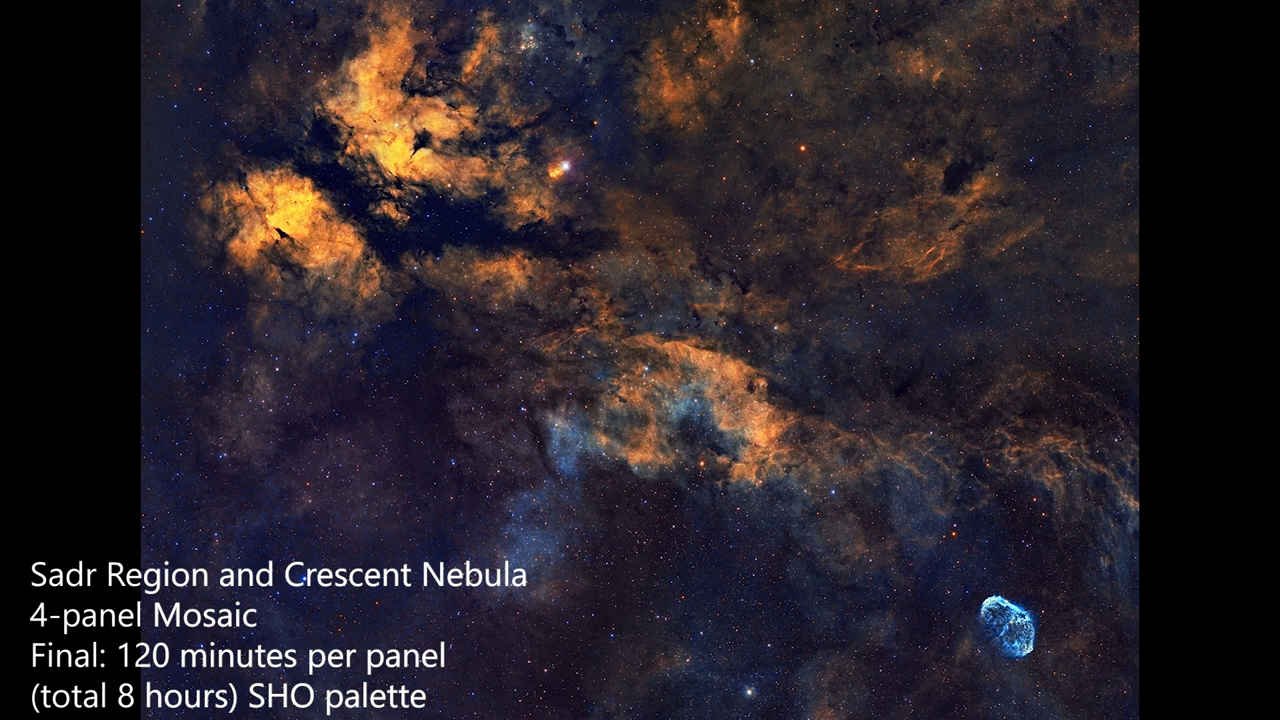 Sadr Region and Crescent Nebula
4-panel Mosaic
Final: 120 minutes per panel
(total 8 hours) SHO palette